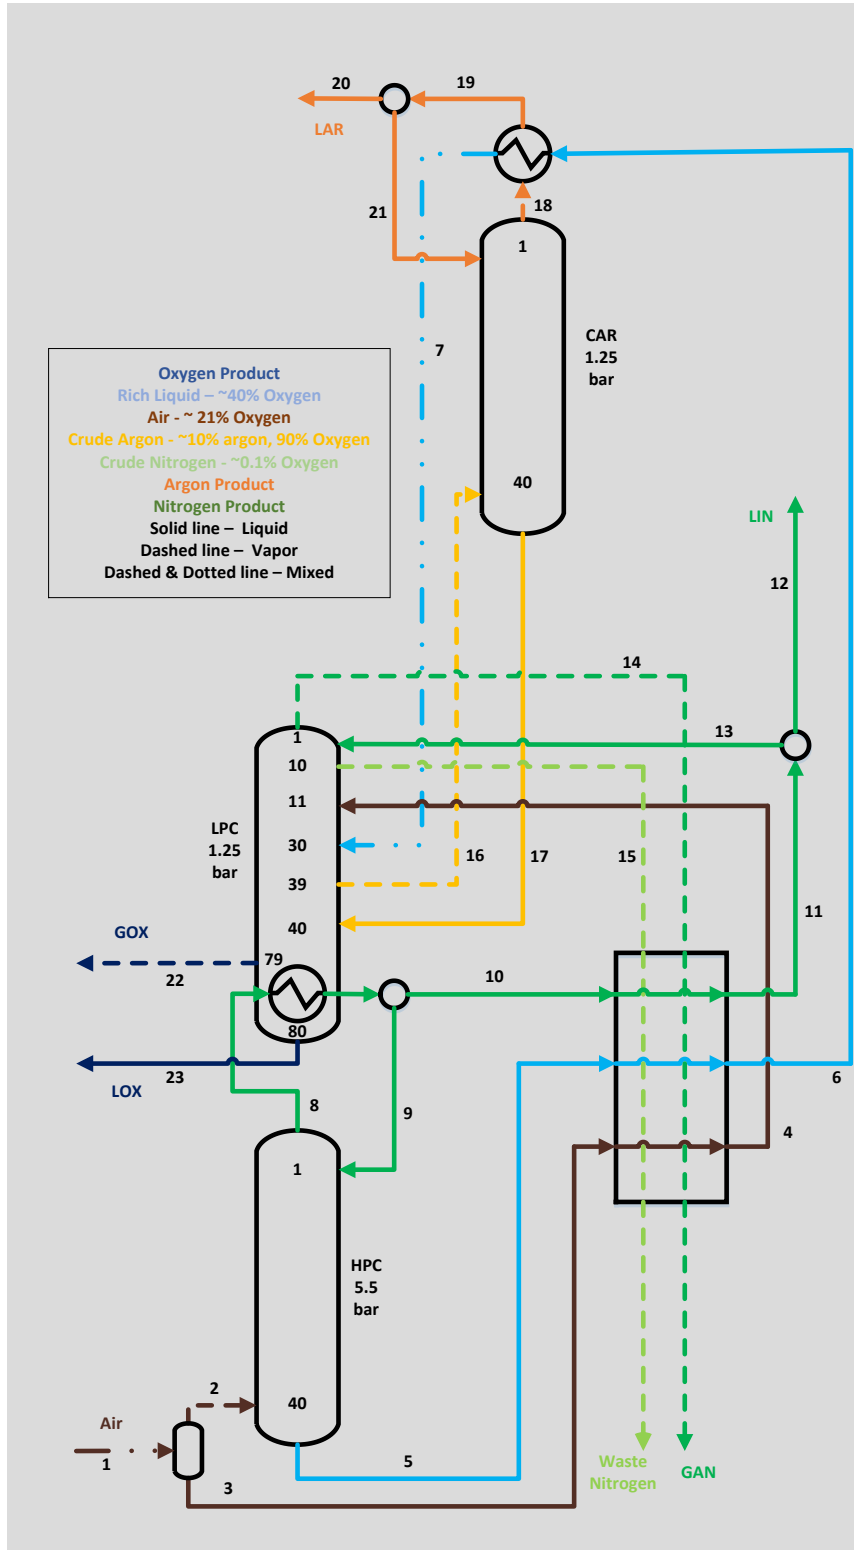 20
19
LAR
18
21
1
7
CAR
1.25
bar
Oxygen Product
Rich Liquid – ~40% Oxygen
Air - ~ 21% Oxygen
Crude Argon - ~10% argon, 90% Oxygen
Crude Nitrogen - ~0.1% Oxygen
Argon Product
Nitrogen Product
Solid line – Liquid
Dashed line – Vapor
Dashed & Dotted line – Mixed
40
LIN
12
14
13
1
10
11
LPC
1.25
bar
30
16
17
15
39
11
40
GOX
79
22
10
80
23
LOX
6
8
9
4
1
HPC
5.5
bar
2
40
Air
1
5
3
Waste
Nitrogen
GAN